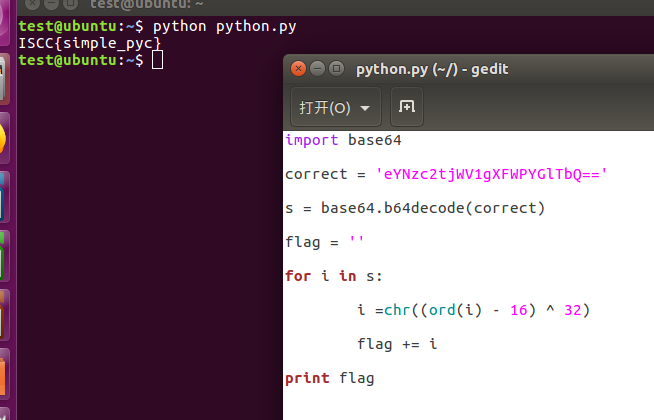 test@ubuntu: ~
test@ubuntu:~$ python python.py
ISCC{simple_pyc}
test@ubuntu:~$
python.py (~/) - gedit
打开(O)
import base64
correct = 'eYNzc2tjWV1gXFWPYGlTbQ=='
s = base64.b64decode(correct)
flag = ''
for i in s:
i =chr((ord(i) - 16) ^ 32)
flag += i
print flag